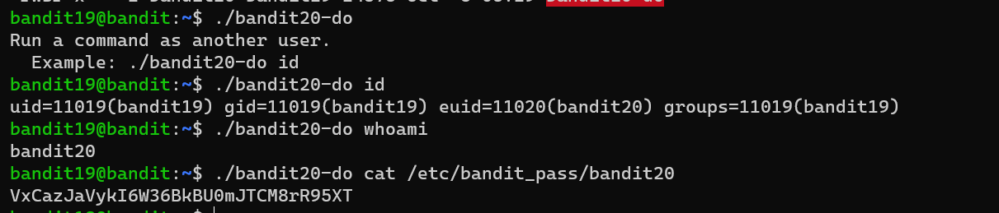 bandit19@bandit:~$ ./bandit20-do
Run a command as another user.
  Example: ./bandit20-do id
bandit19@bandit:~$ ./bandit20-do id
uid=11019(bandit19) gid=11019(bandit19) euid=11020(bandit20) groups=11019(bandit19)
bandit19@bandit:~$ ./bandit20-do whoami
bandit20
bandit19@bandit:~$ ./bandit20-do cat /etc/bandit_pass/bandit20
VxCazJaVykI6W36BkBU0mJTCM8rR95XT